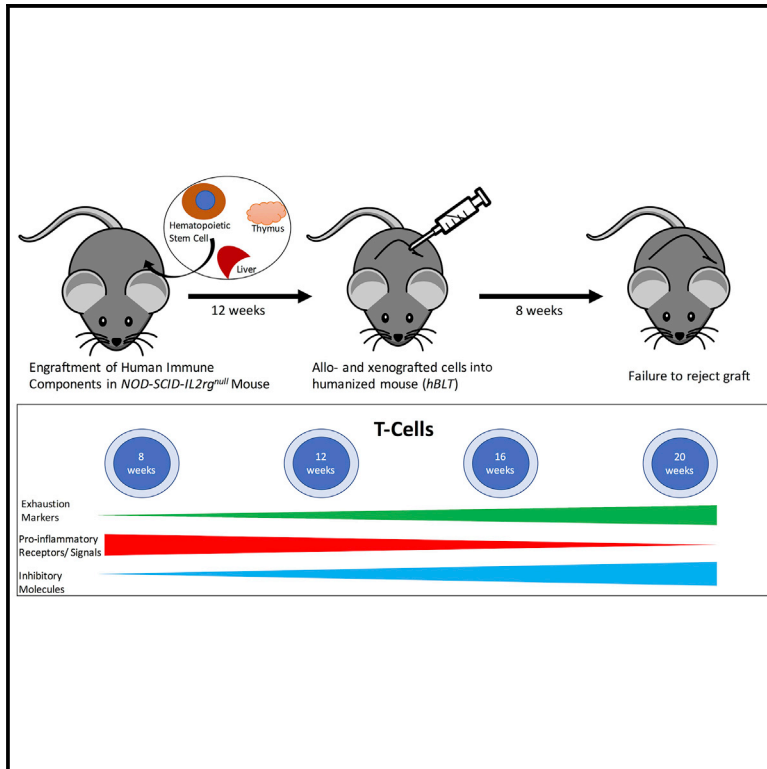 Hematopoietic
Stem Cell
Thymus
Liver
12 weeks
8 weeks
Engraftment of Human Immune
Components in NOD-SCID-IL2rg^null Mouse
Allo- and xenografted cells into
humanized mouse (hBLT)
Failure to reject graft
T-Cells
8
weeks
12
weeks
16
weeks
20
weeks
Exhaustion
Markers
Pro-inflammatory
Receptors/ Signals
Inhibitory
Molecules